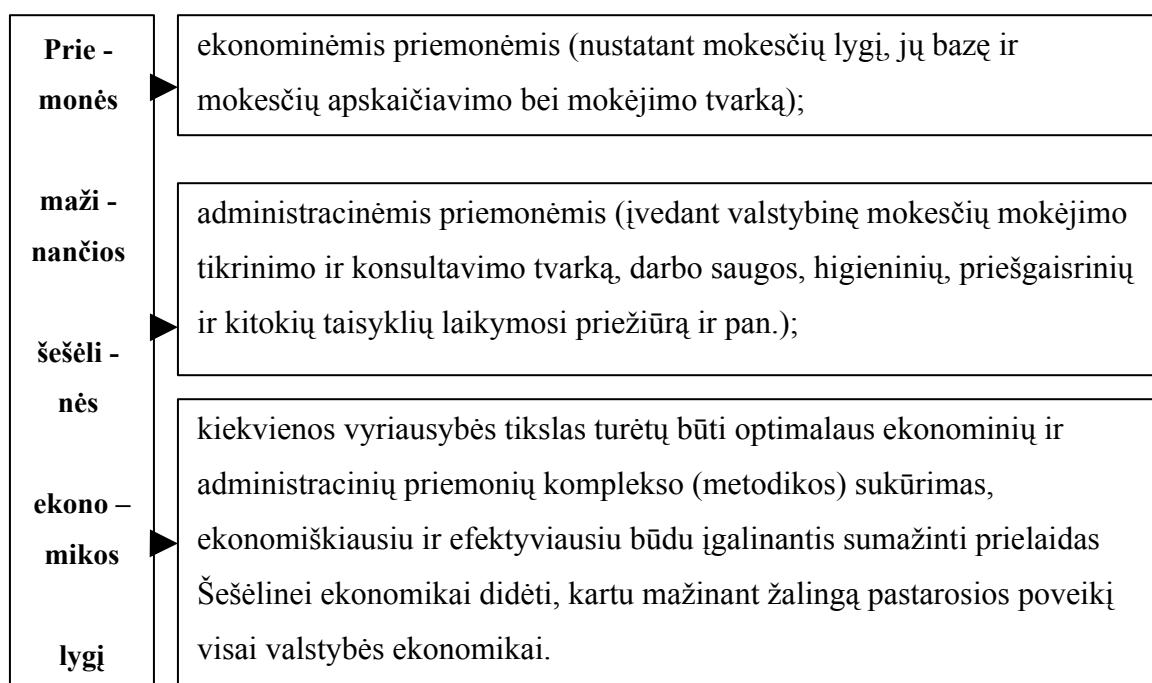 Prie -
monės
maži -
nančios
šešėli -
nės
ekono –
mikos
lygį
ekonominėmis priemonėmis (nustatant mokesčių lygį, jų bazę ir
mokesčių apskaičiavimo bei mokėjimo tvarką);
administracinėmis priemonėmis (įvedant valstybinę mokesčių mokėjimo
tikrinimo ir konsultavimo tvarką, darbo saugos, higieninių, priešgaisrinių
ir kitokių taisyklių laikymosi priežiūrą ir pan.);
kiekvienos vyriausybės tikslas turėtų būti optimalaus ekonominių ir
administracinių priemonių komplekso (metodikos) sukūrimas,
ekonomiškiausiu ir efektyviausiu būdu įgalinantis sumažinti prielaidas
Šešėlinei ekonomikai didėti, kartu mažinant žalingą pastarosios poveikį
visai valstybės ekonomikai.